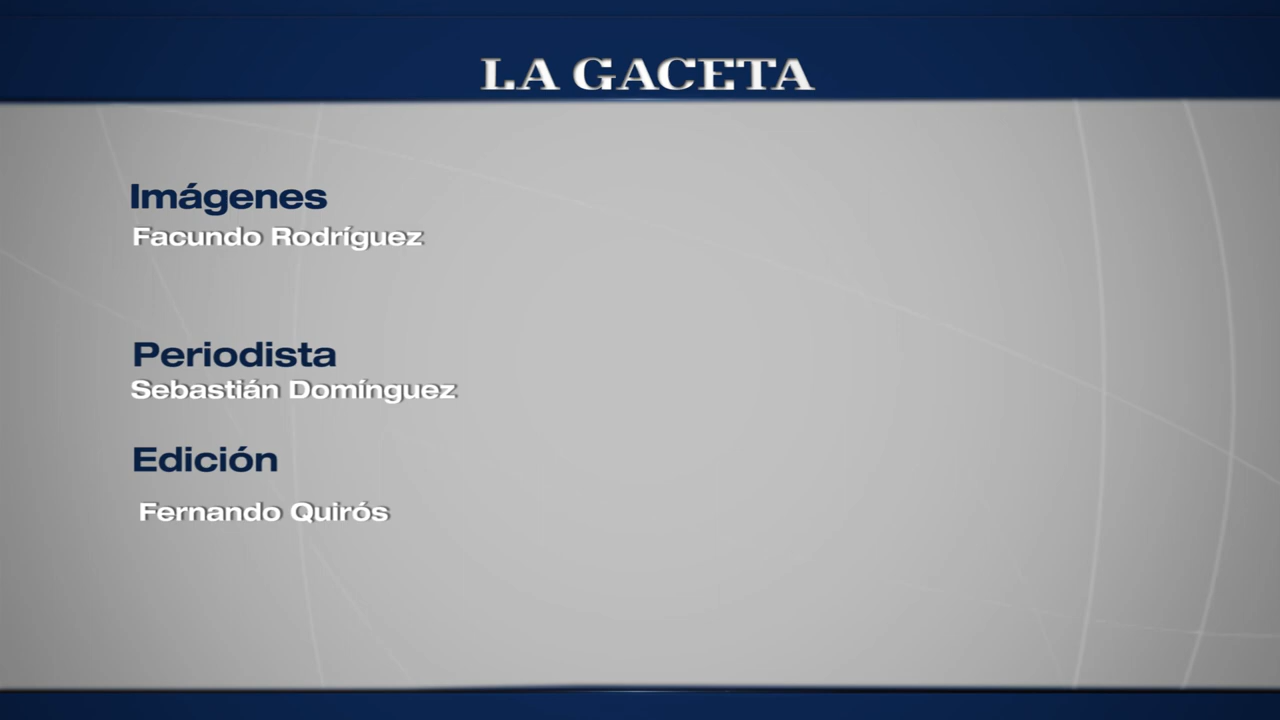 LA GACETA
Imágenes
Facundo Rodríguez
Periodista
Sebastián Domínguez
Edición
Fernando Quirós